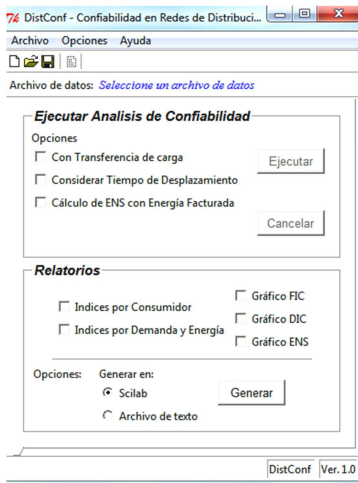 DistConf - Confiabilidad en Redes de Distribuci...
Archivo Opciones Ayuda
Archivo de datos: Seleccione un archivo de datos
Ejecutar Analisis de Confiabilidad
Opciones
Con Transferencia de carga
Ejecutar
Considerar Tiempo de Desplazamiento
Cálculo de ENS con Energía Facturada
Cancelar
Relatorios
Gráfico FIC
Indices por Consumidor
Gráfico DIC
Indices por Demanda y Energía
Gráfico ENS
Opciones: Generar en:
Scilab
Generar
Archivo de texto
DistConf Ver. 1.0